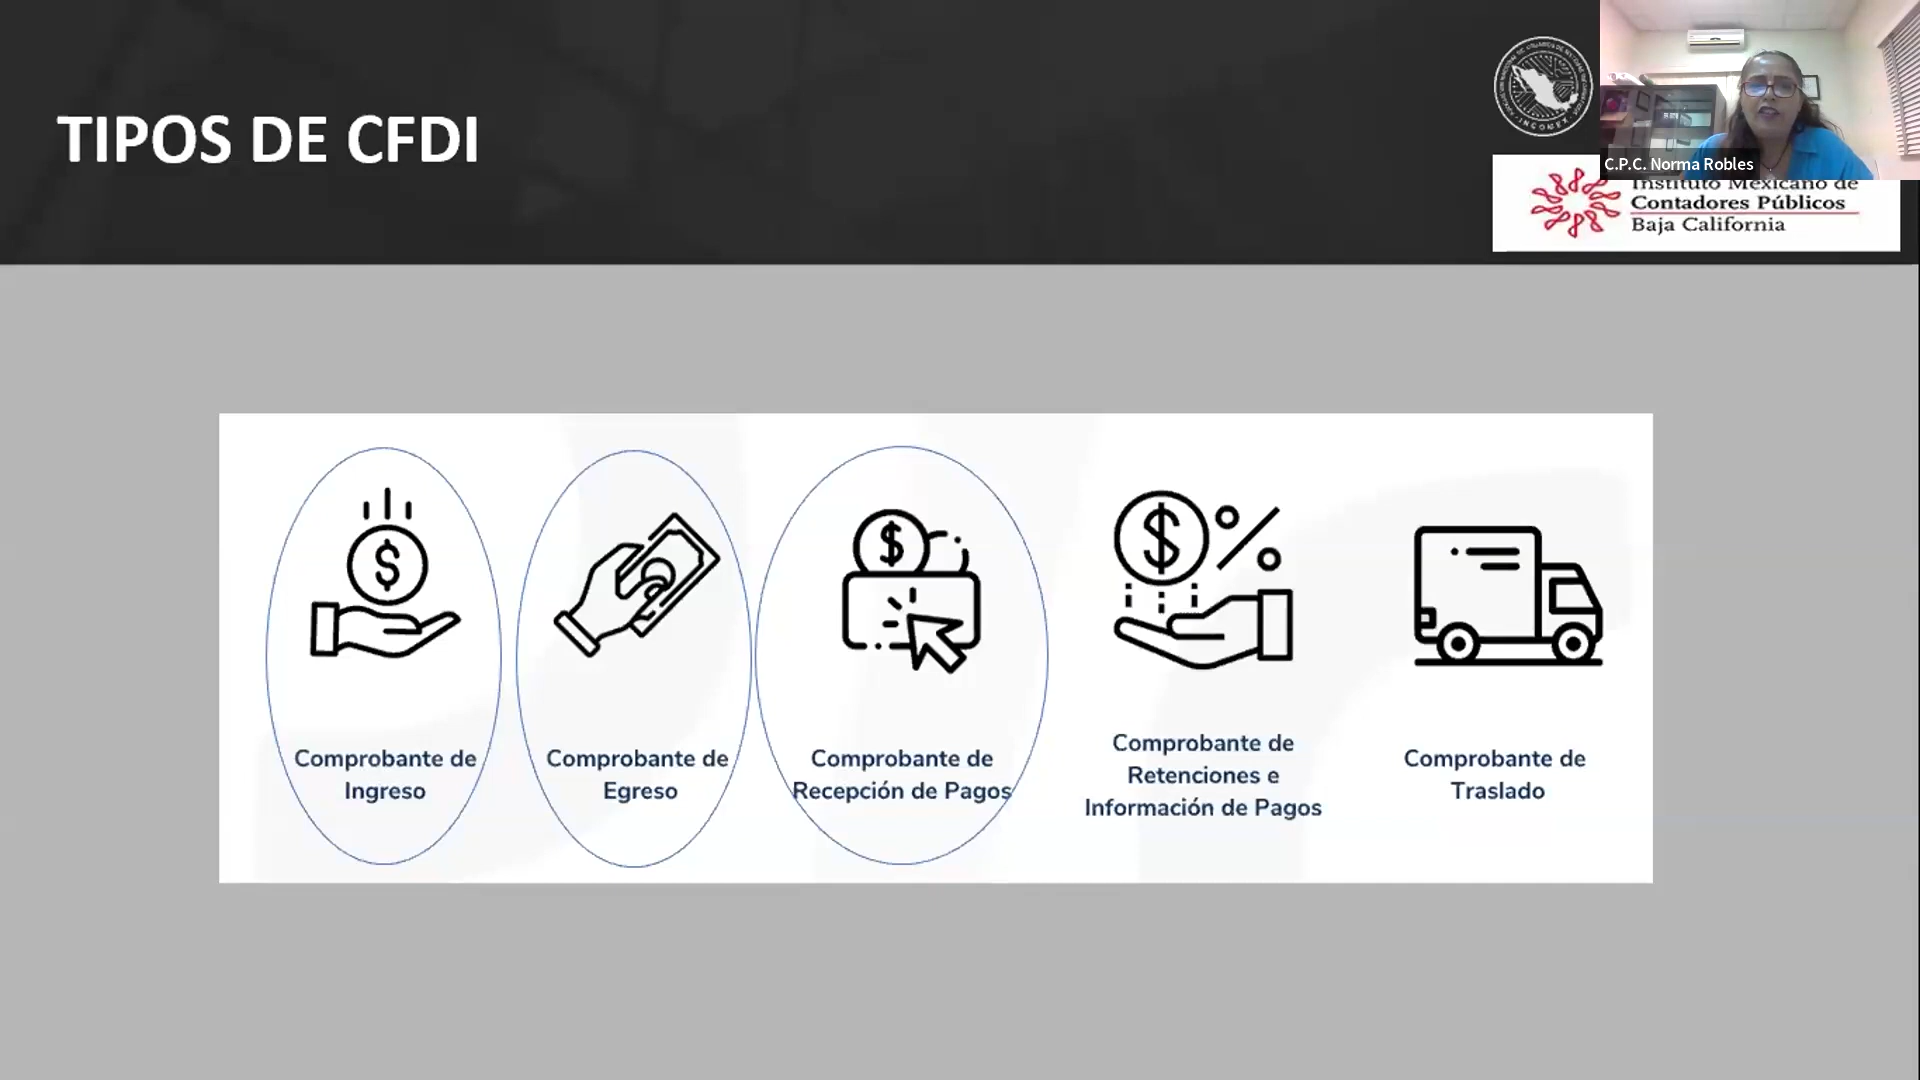 TIPOS DE CFDI
INCOMEX
C.P.C. Norma Robles
Instituto Mexicano de
Contadores Públicos
Baja California
Comprobante de
Ingreso
Comprobante de
Egreso
Comprobante de
Recepción de Pagos
Comprobante de
Retenciones e
Información de Pagos
Comprobante de
Traslado